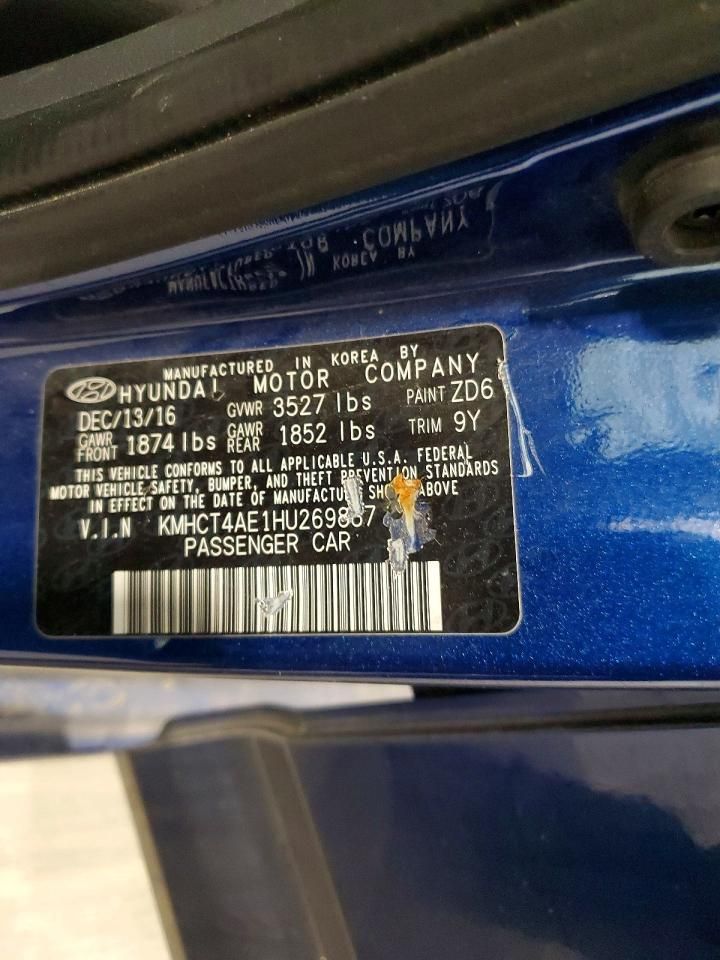 MANUFACTURED IN KOREA BY
HYUNDAI MOTOR COMPANY
DEC/13/16 GVWR 3527 lbs PAINT ZD6
GAWR FRONT 1874 lbs GAWR REAR 1852 lbs TRIM 9Y
THIS VEHICLE CONFORMS TO ALL APPLICABLE U.S.A. FEDERAL
MOTOR VEHICLE SAFETY, BUMPER, AND THEFT PREVENTION STANDARDS
IN EFFECT ON THE DATE OF MANUFACTURE SHOWN ABOVE
V.I.N KMHCT4AE1HU269887
PASSENGER CAR